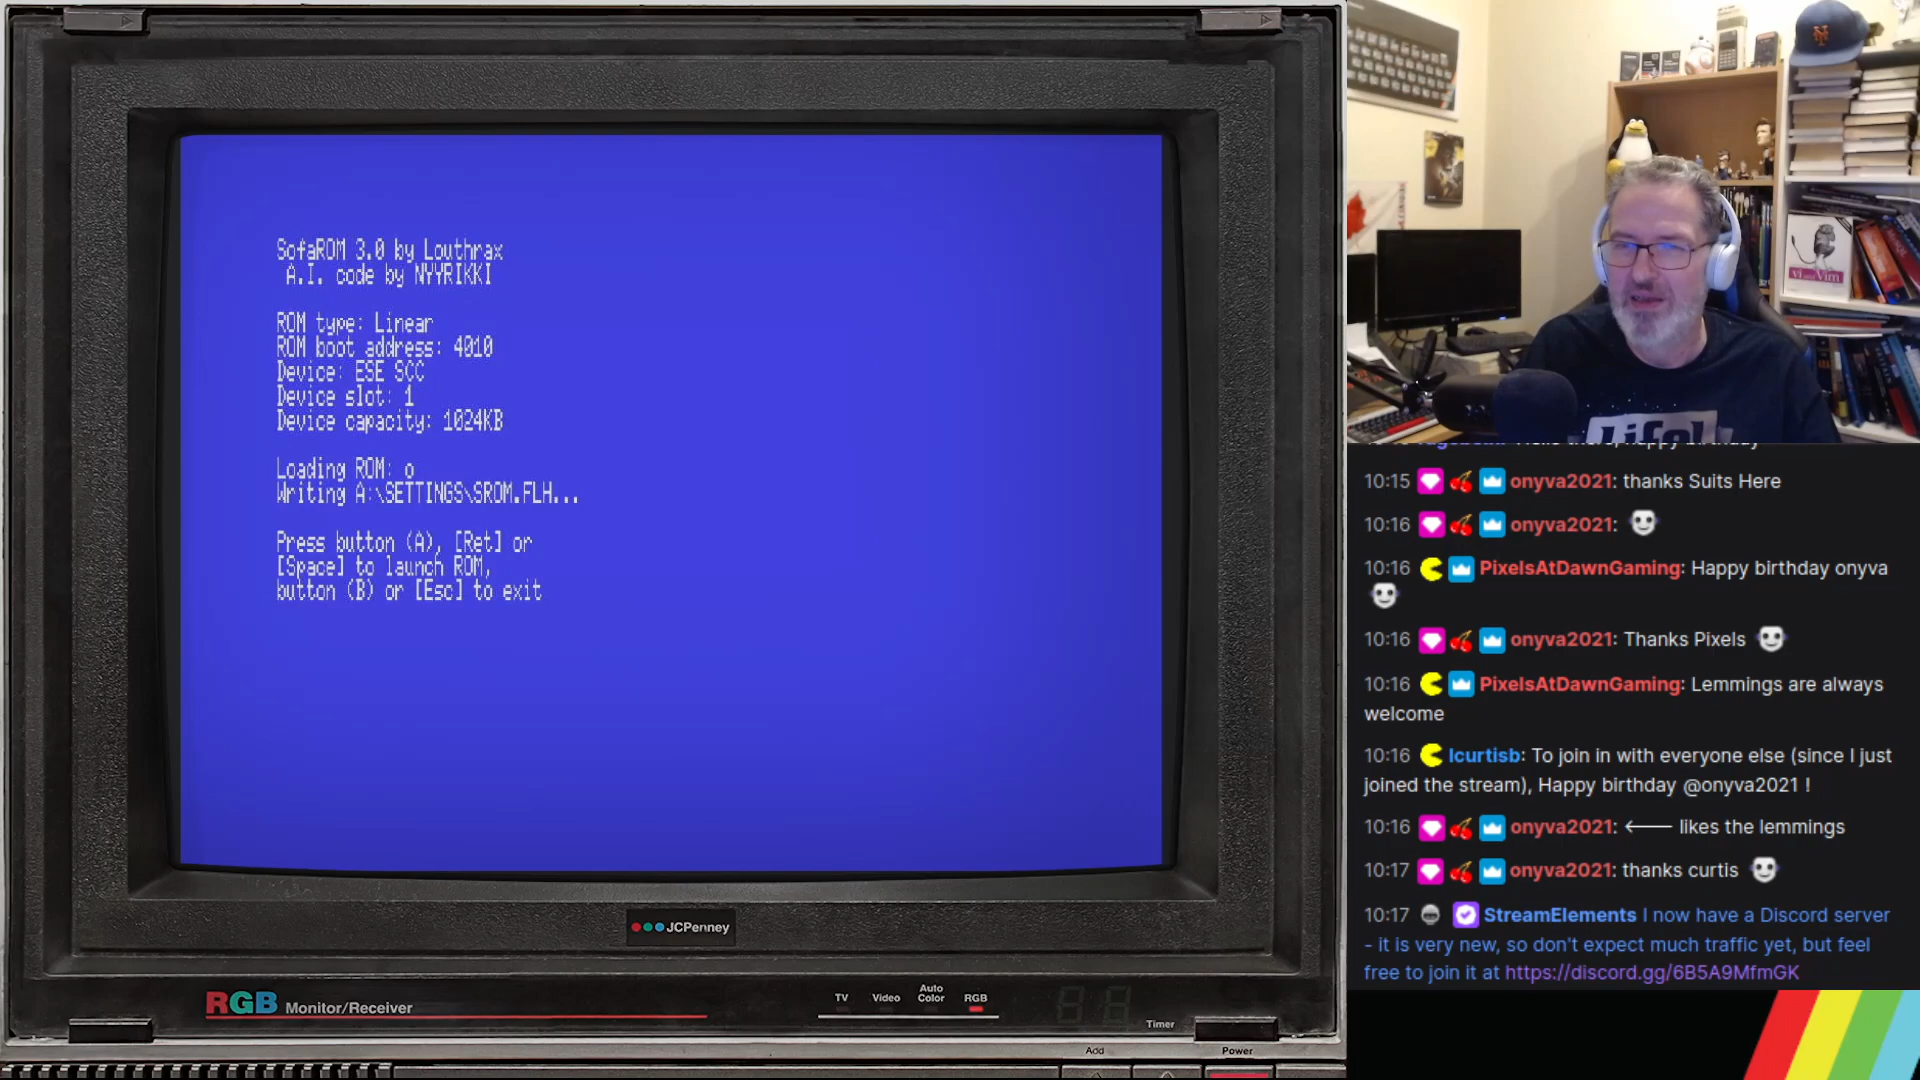 SofaROM 3.0 by Louthrax
A.I. code by NYYRIKKI
ROM type: Linear
ROM boot address: 4010
Device: ESE SCC
Device slot: 1
Device capacity: 1024KB
Loading ROM: o
Writing A:\SETTINGS\SROM.FLH...
Press button (A), [Ret] or
[Space] to launch ROM,
button (B) or [Esc] to exit
JCPenney
RGB Monitor/Receiver
TV Video Auto Color RGB
Timer
Add
Power
vi and Vim
Life!
10:15 onyva2021: thanks Suits Here
10:16 onyva2021:
10:16 PixelsAtDawnGaming: Happy birthday onyva
10:16 onyva2021: Thanks Pixels
10:16 PixelsAtDawnGaming: Lemmings are always
welcome
10:16 lcurtisb: To join in with everyone else (since I just
joined the stream), Happy birthday @onyva2021 !
10:16 onyva2021: <--- likes the lemmings
10:17 onyva2021: thanks curtis
10:17 StreamElements I now have a Discord server
- it is very new, so don't expect much traffic yet, but feel
free to join it at https://discord.gg/6B5A9MfmGK